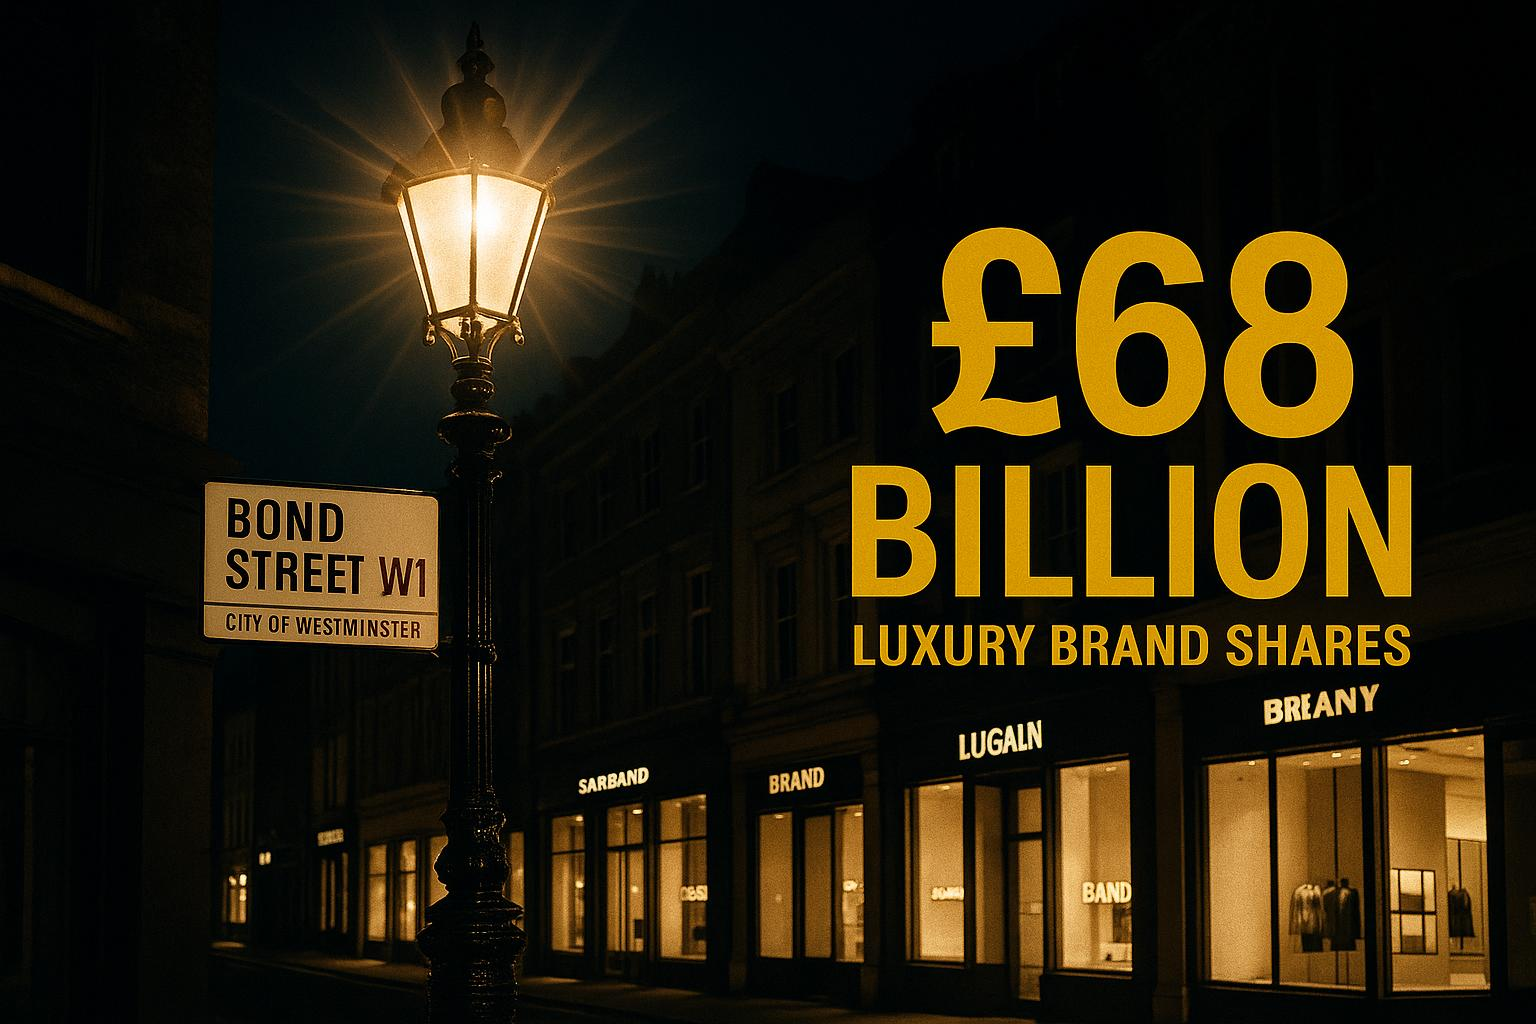 £68
BILLION
LUXURY BRAND SHARES
BOND
STREET W1
CITY OF WESTMINSTER
SARBAND
BRAND
LUGALN
BREANY
BAND